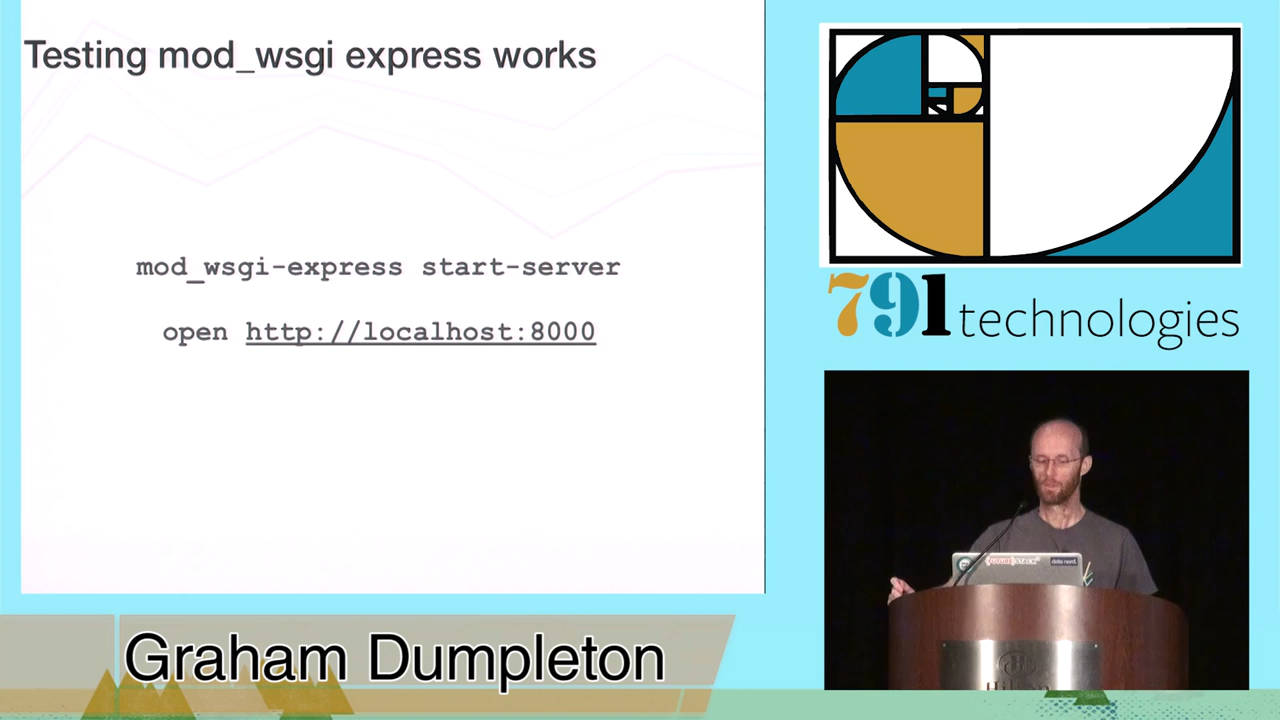 Testing mod_wsgi express works
mod_wsgi-express start-server
open http://localhost:8000
791 technologies
Graham Dumpleton